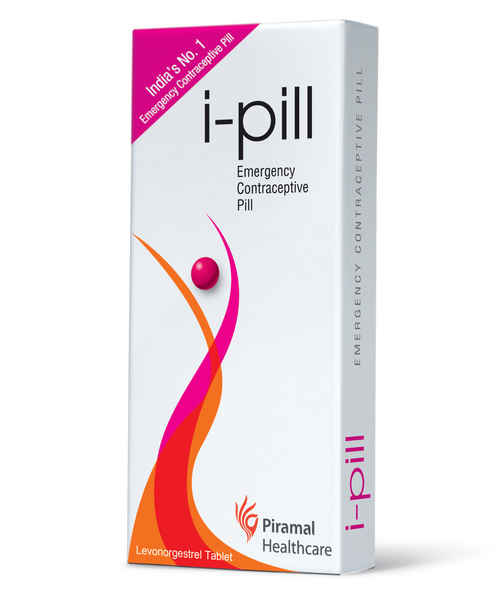 India's No. 1
Emergency Contraceptive Pill
i-pill
Emergency
Contraceptive
Pill
Piramal
Healthcare
Levonorgestrel Tablet
i-pill
EMERGENCY CONTRACEPTIVE PILL